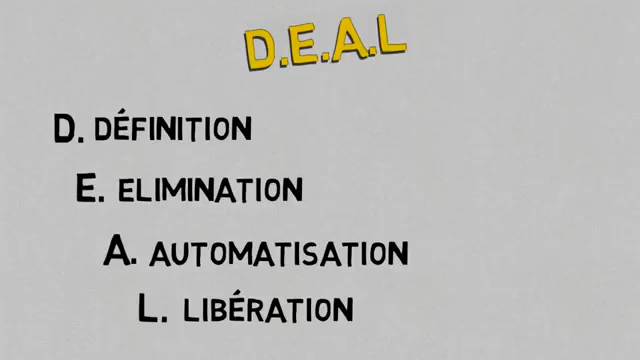 D.E.A.L
D. DÉFINITION
E. ELIMINATION
A. AUTOMATISATION
L. LIBÉRATION